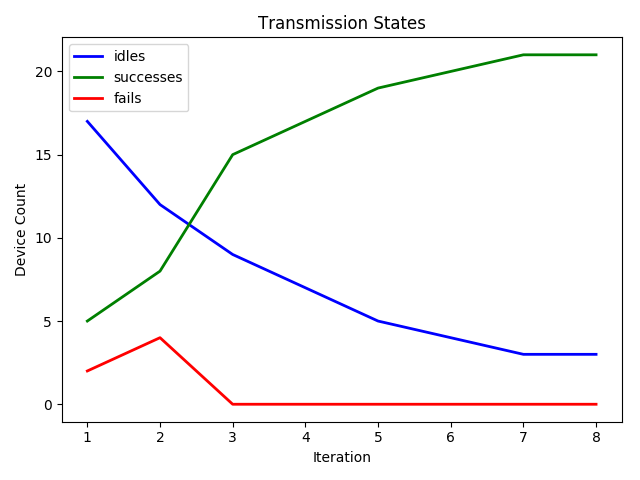 Transmission States
idles
successes
fails
Device Count
20
15
10
5
0
1 2 3 4 5 6 7 8
Iteration